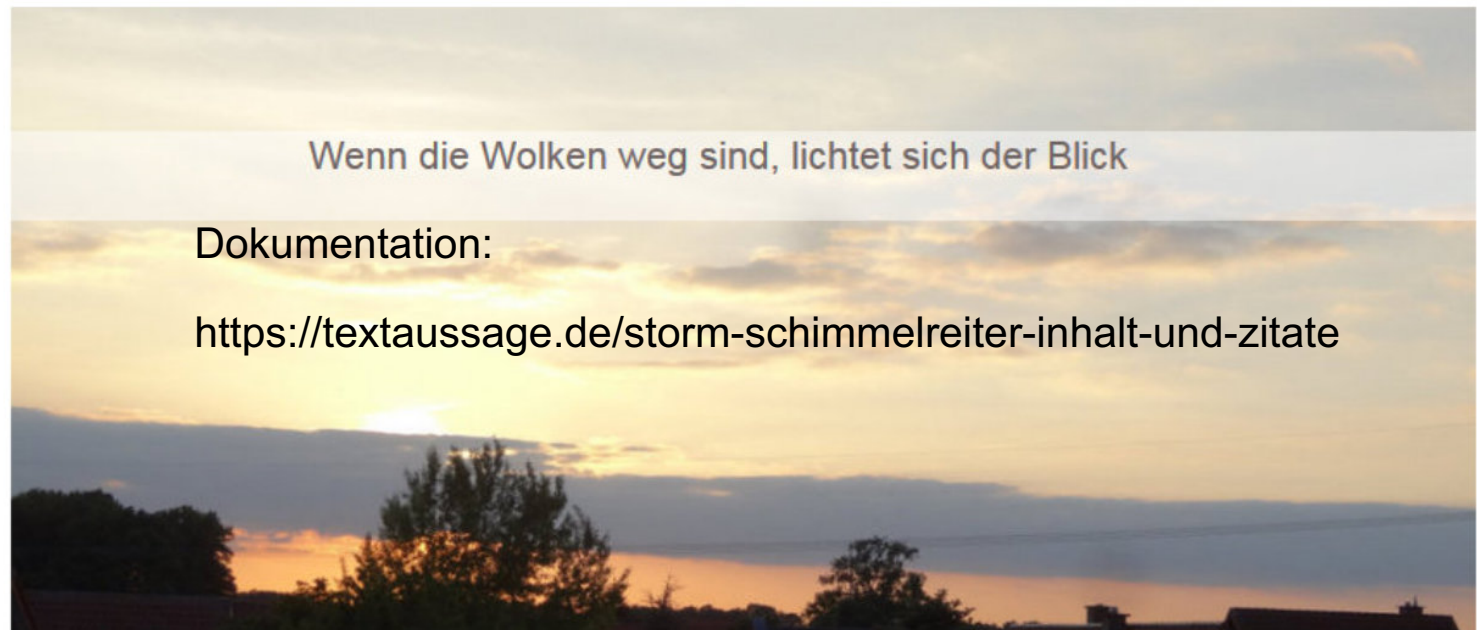 Wenn die Wolken weg sind, lichtet sich der Blick
Dokumentation:
https://textaussage.de/storm-schimmelreiter-inhalt-und-zitate